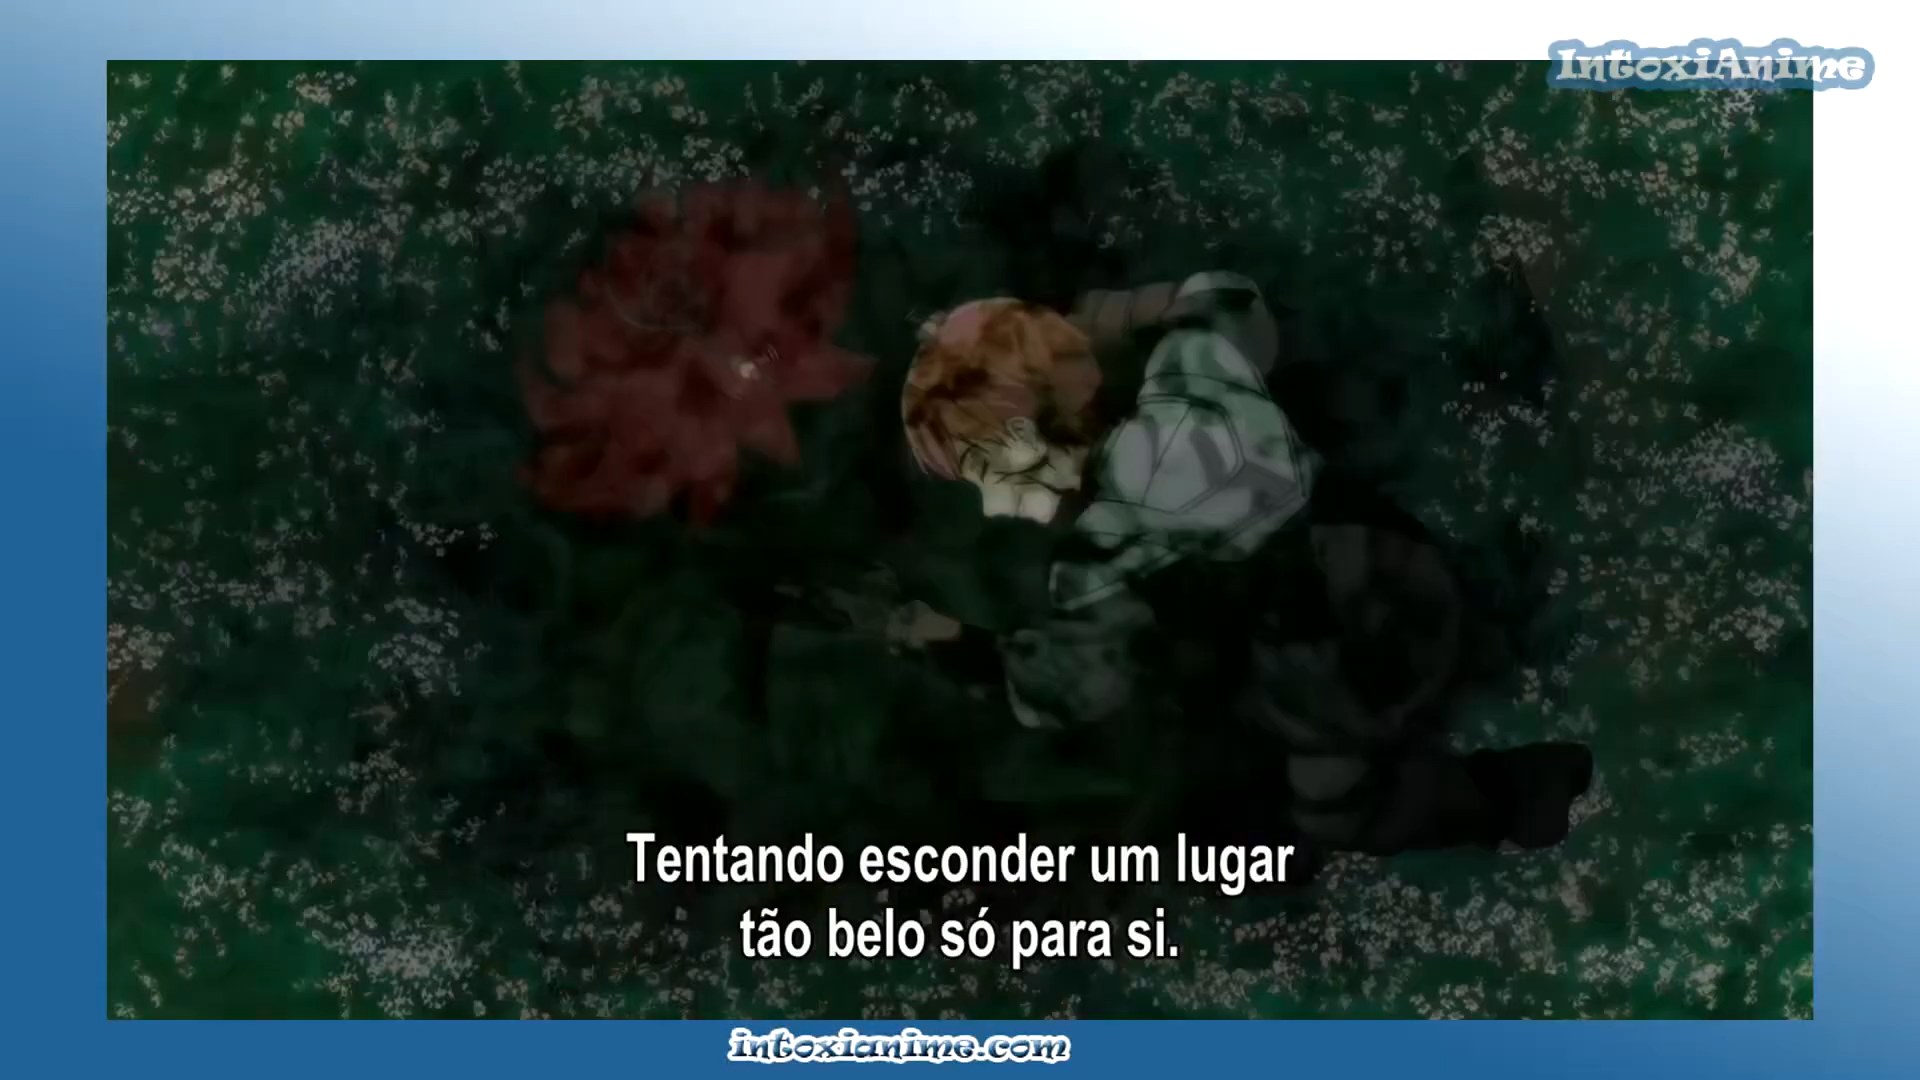 IntoxiAnime
Tentando esconder um lugar
tão belo só para si.
intoxianime.com